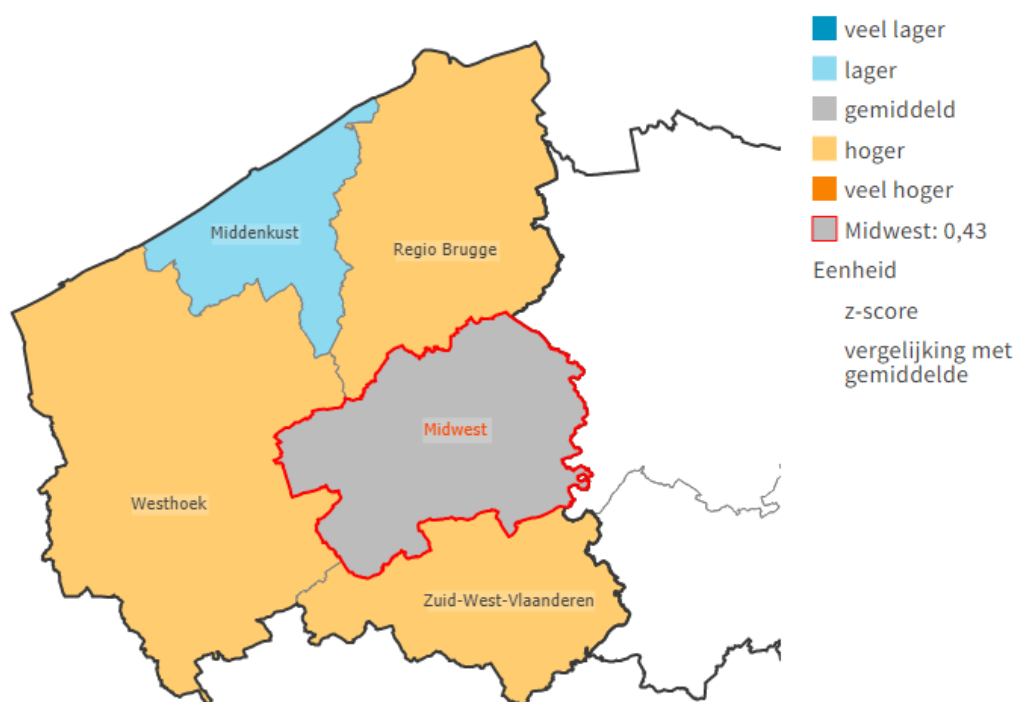 veel lager
lager
gemiddeld
hoger
veel hoger
Midwest: 0,43
Eenheid
z-score
vergelijking met
gemiddelde
Middenkust
Regio Brugge
Midwest
Westhoek
Zuid-West-Vlaanderen